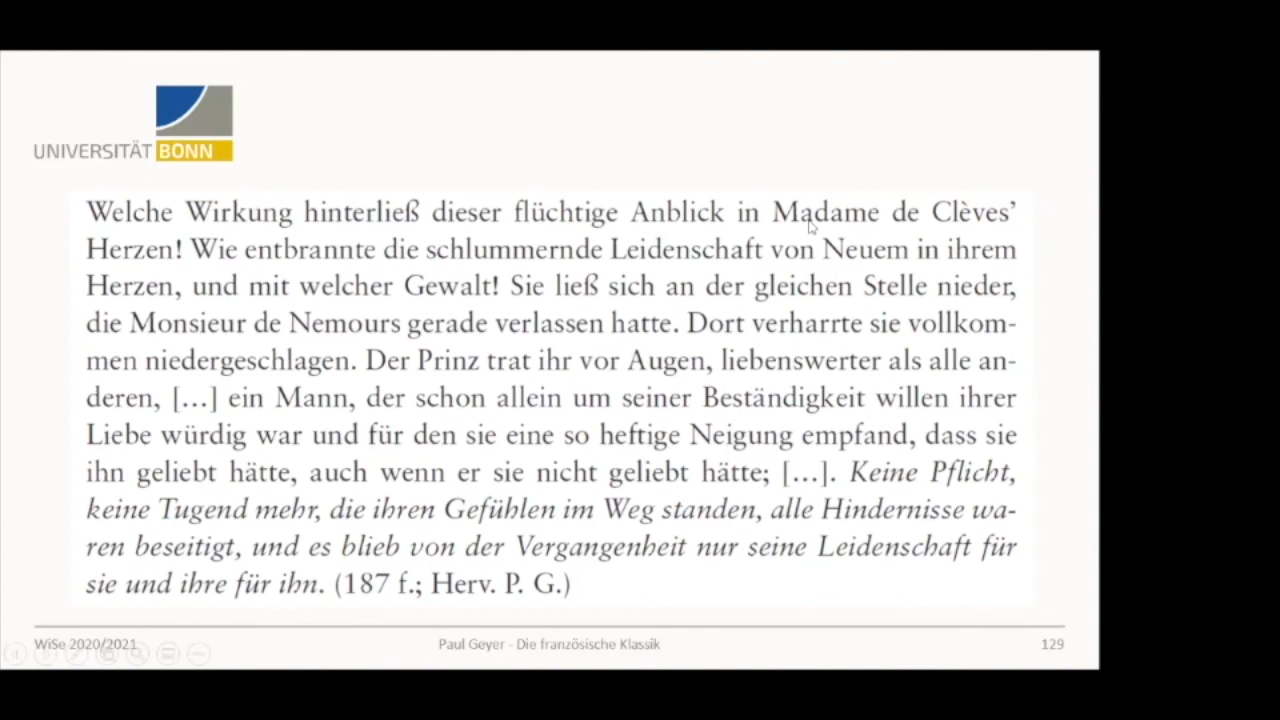 UNIVERSITÄT BONN
Welche Wirkung hinterließ dieser flüchtige Anblick in Madame de Clèves’
Herzen! Wie entbrannte die schlummernde Leidenschaft von Neuem in ihrem
Herzen, und mit welcher Gewalt! Sie ließ sich an der gleichen Stelle nieder,
die Monsieur de Nemours gerade verlassen hatte. Dort verharrte sie vollkom-
men niedergeschlagen. Der Prinz trat ihr vor Augen, liebenswerter als alle an-
deren, […] ein Mann, der schon allein um seiner Beständigkeit willen ihrer
Liebe würdig war und für den sie eine so heftige Neigung empfand, dass sie
ihn geliebt hätte, auch wenn er sie nicht geliebt hätte; […]. Keine Pflicht,
keine Tugend mehr, die ihren Gefühlen im Weg standen, alle Hindernisse wa-
ren beseitigt, und es blieb von der Vergangenheit nur seine Leidenschaft für
sie und ihre für ihn. (187 f.; Herv. P. G.)
WiSe 2020/2021 Paul Geyer - Die französische Klassik 129